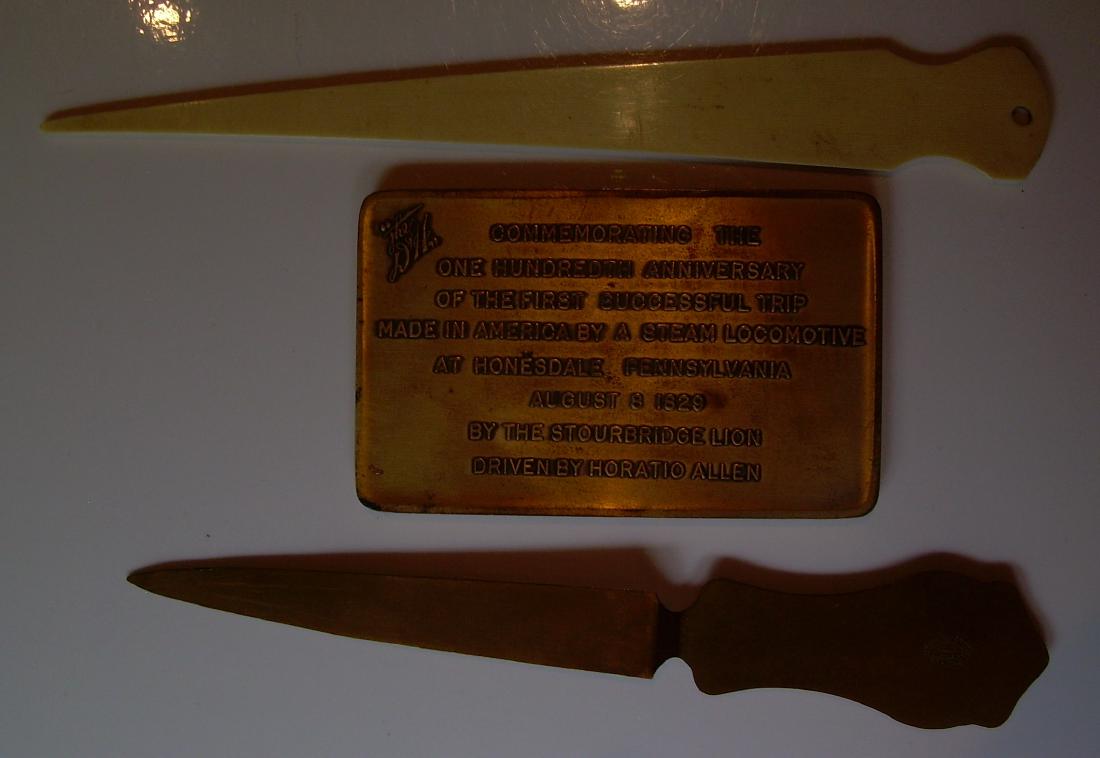 "The D&H."
COMMEMORATING THE
ONE HUNDREDTH ANNIVERSARY
OF THE FIRST SUCCESSFUL TRIP
MADE IN AMERICA BY A STEAM LOCOMOTIVE
AT HONESDALE PENNSYLVANIA
AUGUST 8 1829
BY THE STOURBRIDGE LION
DRIVEN BY HORATIO ALLEN